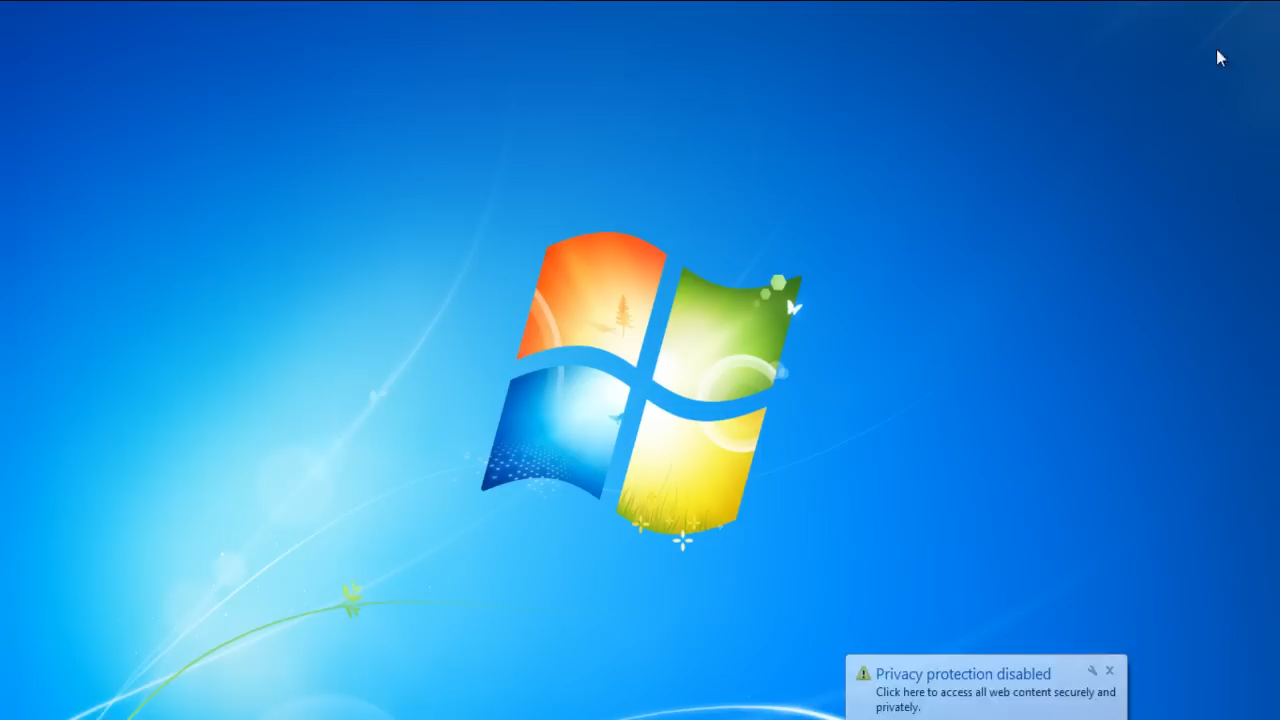 Privacy protection disabled
Click here to access all web content securely and
privately.